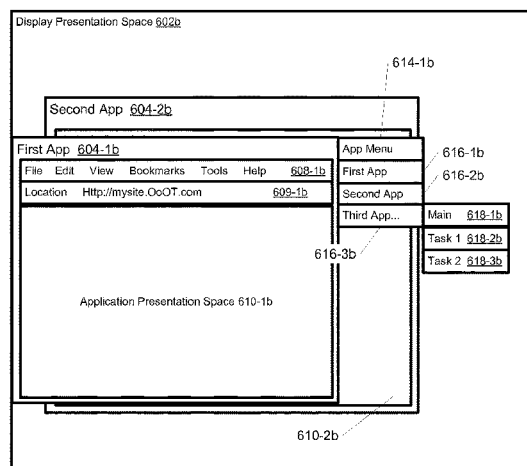 Display Presentation Space 602b
614-1b
Second App 604-2b
First App 604-1b
App Menu
616-1b
File Edit View Bookmarks Tools Help 608-1b
First App
616-2b
Location Http://mysite.OoOT.com 609-1b
Second App
Third App...
Main 618-1b
616-3b
Task 1 618-2b
Task 2 618-3b
Application Presentation Space 610-1b
610-2b